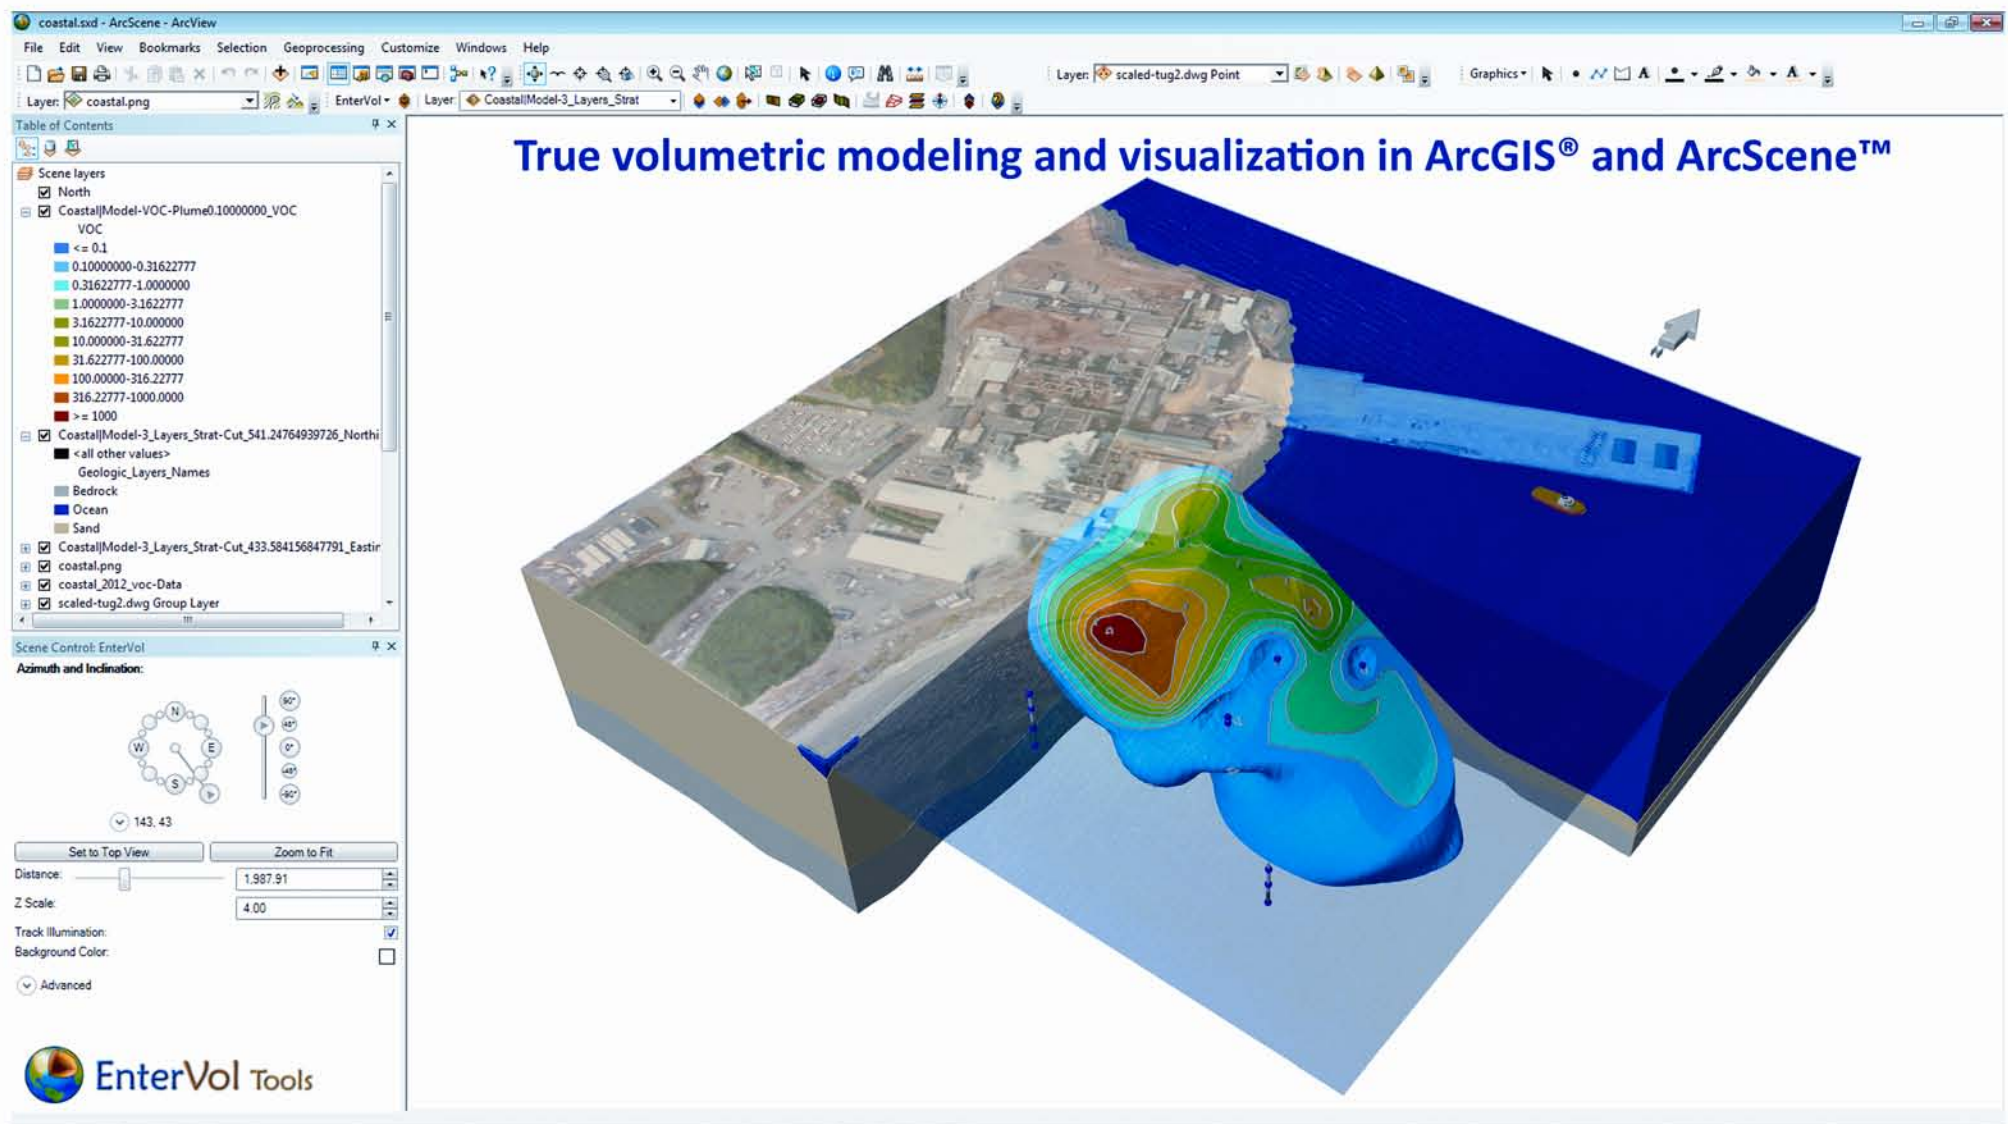 coastal.sxd - ArcScene - ArcView
File Edit View Bookmarks Selection Geoprocessing Customize Windows Help
Layer: scaled-tug2.dwg Point Graphics
Layer: coastal.png EnterVol Layer: Coastal|Model-3_Layers_Strat
Table of Contents
Scene layers
North
Coastal|Model-VOC-Plume0.10000000_VOC
VOC
<= 0.1
0.10000000-0.31622777
0.31622777-1.0000000
1.0000000-3.1622777
3.1622777-10.000000
10.000000-31.622777
31.622777-100.00000
100.00000-316.22777
316.22777-1000.0000
>= 1000
Coastal|Model-3_Layers_Strat-Cut_541.24764939726_Northi
<all other values>
Geologic_Layers_Names
Bedrock
Ocean
Sand
Coastal|Model-3_Layers_Strat-Cut_433.584156847791_Eastin
coastal.png
coastal_2012_voc-Data
scaled-tug2.dwg Group Layer
Scene Control: EnterVol
Azimuth and Inclination:
N
W E
S
90°
45°
0°
-45°
-90°
143, 43
Set to Top View Zoom to Fit
Distance: 1,987.91
Z Scale: 4.00
Track Illumination:
Background Color:
Advanced
EnterVol Tools
True volumetric modeling and visualization in ArcGIS® and ArcScene™